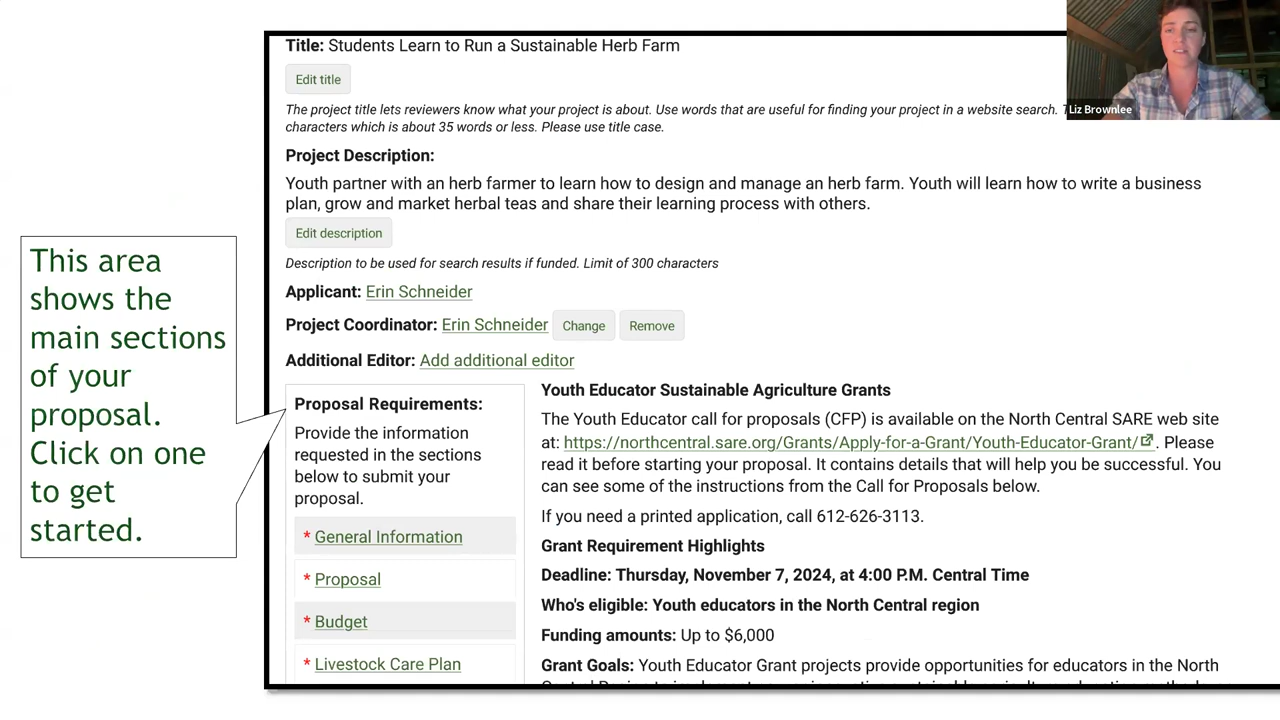 Liz Brownlee
Title: Students Learn to Run a Sustainable Herb Farm
Edit title
The project title lets reviewers know what your project is about. Use words that are useful for finding your project in a website search.
characters which is about 35 words or less. Please use title case.
Project Description:
Youth partner with an herb farmer to learn how to design and manage an herb farm. Youth will learn how to write a business
plan, grow and market herbal teas and share their learning process with others.
Edit description
Description to be used for search results if funded. Limit of 300 characters
Applicant: Erin Schneider
Project Coordinator: Erin Schneider Change Remove
Additional Editor: Add additional editor
This area
shows the
main sections
of your
proposal.
Click on one
to get
started.
Proposal Requirements:
Provide the information
requested in the sections
below to submit your
proposal.
* General Information
* Proposal
* Budget
* Livestock Care Plan
Youth Educator Sustainable Agriculture Grants
The Youth Educator call for proposals (CFP) is available on the North Central SARE web site
at: https://northcentral.sare.org/Grants/Apply-for-a-Grant/Youth-Educator-Grant/. Please
read it before starting your proposal. It contains details that will help you be successful. You
can see some of the instructions from the Call for Proposals below.
If you need a printed application, call 612-626-3113.
Grant Requirement Highlights
Deadline: Thursday, November 7, 2024, at 4:00 P.M. Central Time
Who's eligible: Youth educators in the North Central region
Funding amounts: Up to $6,000
Grant Goals: Youth Educator Grant projects provide opportunities for educators in the North